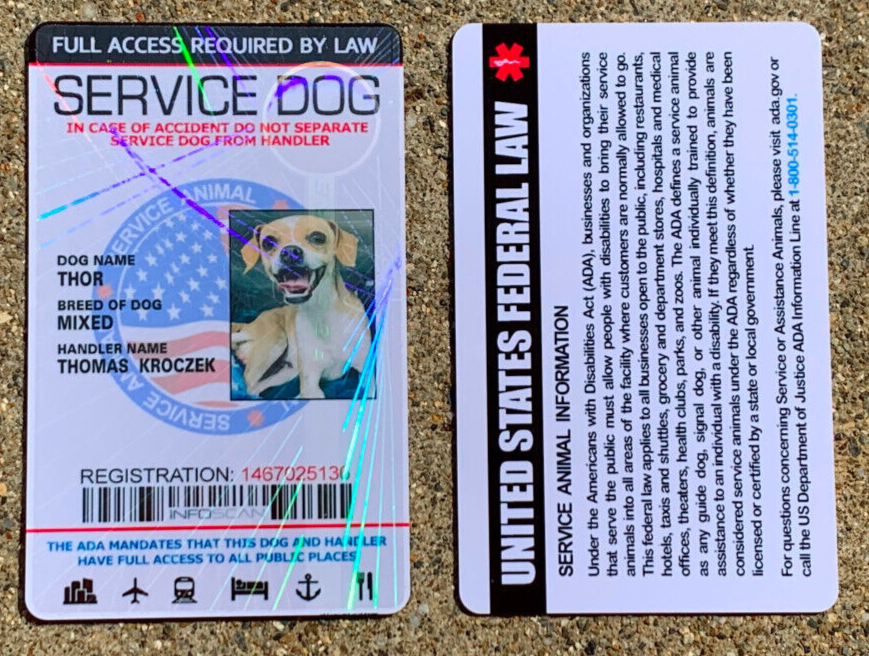 FULL ACCESS REQUIRED BY LAW
SERVICE DOG
IN CASE OF ACCIDENT DO NOT SEPARATE
SERVICE DOG FROM HANDLER
SERVICE ANIMAL
SERVICE ANIMAL
DOG NAME
THOR
BREED OF DOG
MIXED
HANDLER NAME
THOMAS KROCZEK
REGISTRATION: 1467025130
INFOSCAN
THE ADA MANDATES THAT THIS DOG AND HANDLER
HAVE FULL ACCESS TO ALL PUBLIC PLACES
UNITED STATES FEDERAL LAW
SERVICE ANIMAL INFORMATION
Under the Americans with Disabilities Act (ADA), businesses and organizations
that serve the public must allow people with disabilities to bring their service
animals into all areas of the facility where customers are normally allowed to go.
This federal law applies to all businesses open to the public, including restaurants,
hotels, taxis and shuttles, grocery and department stores, hospitals and medical
offices, theaters, health clubs, parks, and zoos. The ADA defines a service animal
as any guide dog, signal dog, or other animal individually trained to provide
assistance to an individual with a disability. If they meet this definition, animals are
considered service animals under the ADA regardless of whether they have been
licensed or certified by a state or local government.
For questions concerning Service or Assistance Animals, please visit ada.gov or
call the US Department of Justice ADA Information Line at 1-800-514-0301.